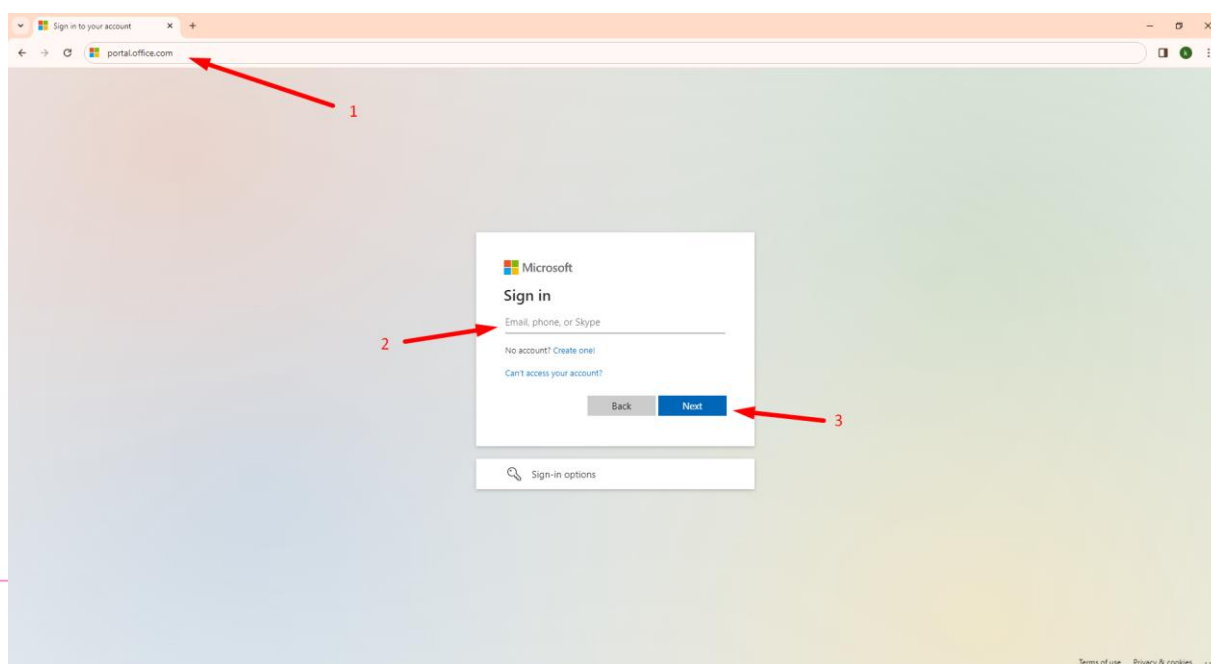 Sign in to your account
portal.office.com
1
Microsoft
Sign in
Email, phone, or Skype
2
No account? Create one!
Can't access your account?
Back Next
3
Sign-in options
Terms of use Privacy & cookies